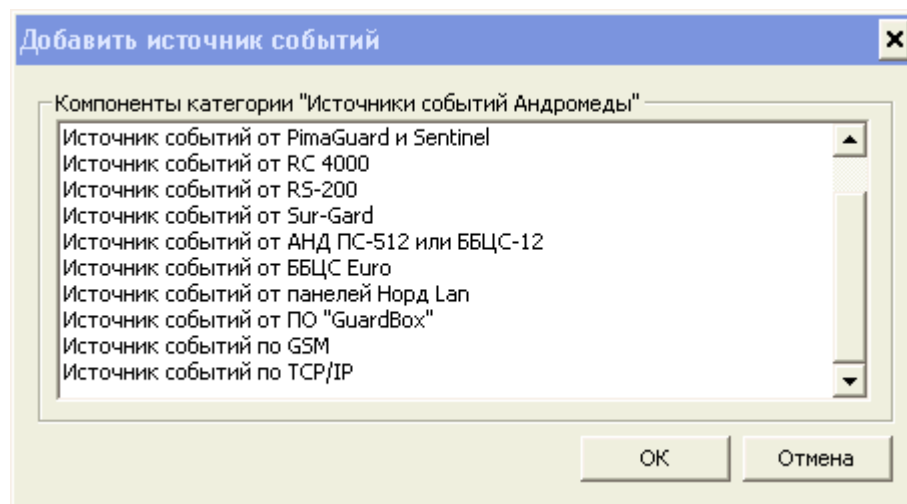 Добавить источник событий
Компоненты категории "Источники событий Андромеды"
Источник событий от PimaGuard и Sentinel
Источник событий от RC 4000
Источник событий от RS-200
Источник событий от Sur-Gard
Источник событий от АНД ПС-512 или ББЦС-12
Источник событий от ББЦС Euro
Источник событий от панелей Норд Lan
Источник событий от ПО "GuardBox"
Источник событий по GSM
Источник событий по TCP/IP
ОК
Отмена